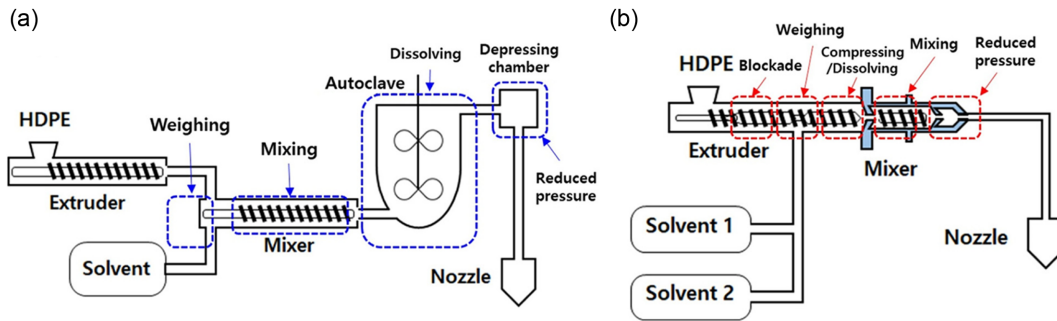 (a)
HDPE
Extruder
Weighing
Solvent
Mixing
Mixer
Autoclave
Dissolving
Depressing
chamber
Reduced
pressure
Nozzle
(b)
HDPE
Blockade
Weighing
Compressing
/Dissolving
Mixing
Reduced
pressure
Extruder
Mixer
Solvent 1
Solvent 2
Nozzle